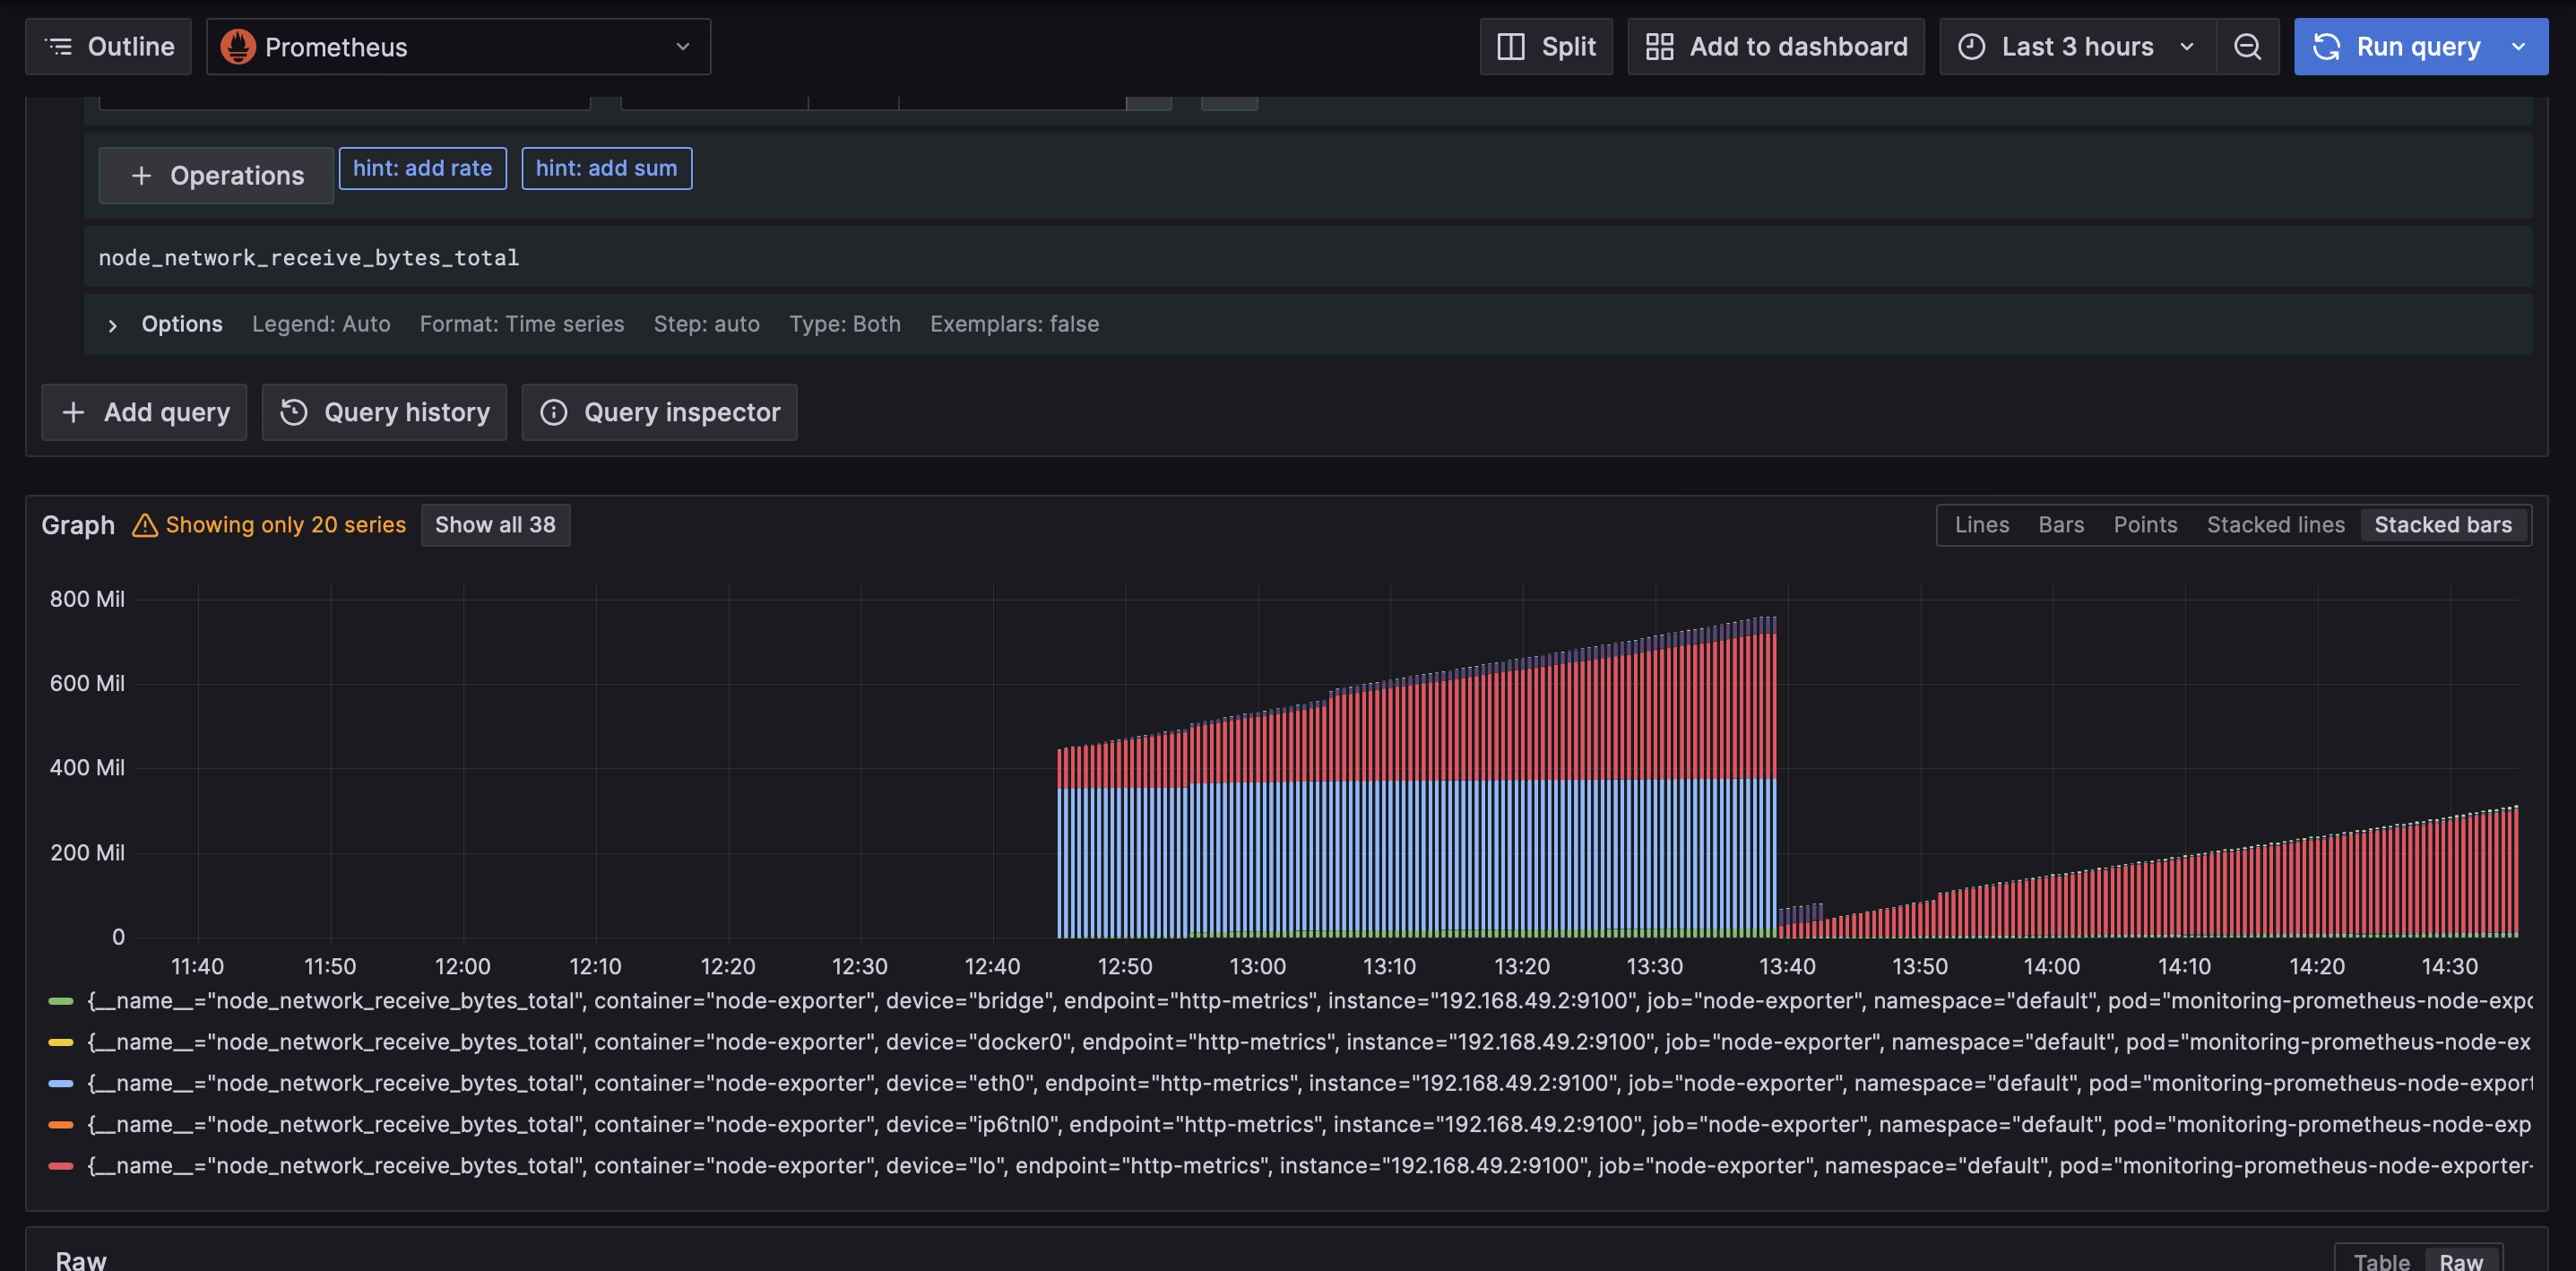 Outline Prometheus Split Add to dashboard Last 3 hours Run query
+ Operations hint: add rate hint: add sum
node_network_receive_bytes_total
Options Legend: Auto Format: Time series Step: auto Type: Both Exemplars: false
+ Add query Query history Query inspector
Graph Showing only 20 series Show all 38 Lines Bars Points Stacked lines Stacked bars
800 Mil
600 Mil
400 Mil
200 Mil
0
11:40 11:50 12:00 12:10 12:20 12:30 12:40 12:50 13:00 13:10 13:20 13:30 13:40 13:50 14:00 14:10 14:20 14:30
{__name__="node_network_receive_bytes_total", container="node-exporter", device="bridge", endpoint="http-metrics", instance="192.168.49.2:9100", job="node-exporter", namespace="default", pod="monitoring-prometheus-node-expo
{__name__="node_network_receive_bytes_total", container="node-exporter", device="docker0", endpoint="http-metrics", instance="192.168.49.2:9100", job="node-exporter", namespace="default", pod="monitoring-prometheus-node-ex
{__name__="node_network_receive_bytes_total", container="node-exporter", device="eth0", endpoint="http-metrics", instance="192.168.49.2:9100", job="node-exporter", namespace="default", pod="monitoring-prometheus-node-export
{__name__="node_network_receive_bytes_total", container="node-exporter", device="ip6tnl0", endpoint="http-metrics", instance="192.168.49.2:9100", job="node-exporter", namespace="default", pod="monitoring-prometheus-node-exp
{__name__="node_network_receive_bytes_total", container="node-exporter", device="lo", endpoint="http-metrics", instance="192.168.49.2:9100", job="node-exporter", namespace="default", pod="monitoring-prometheus-node-exporter-
Raw Table Raw